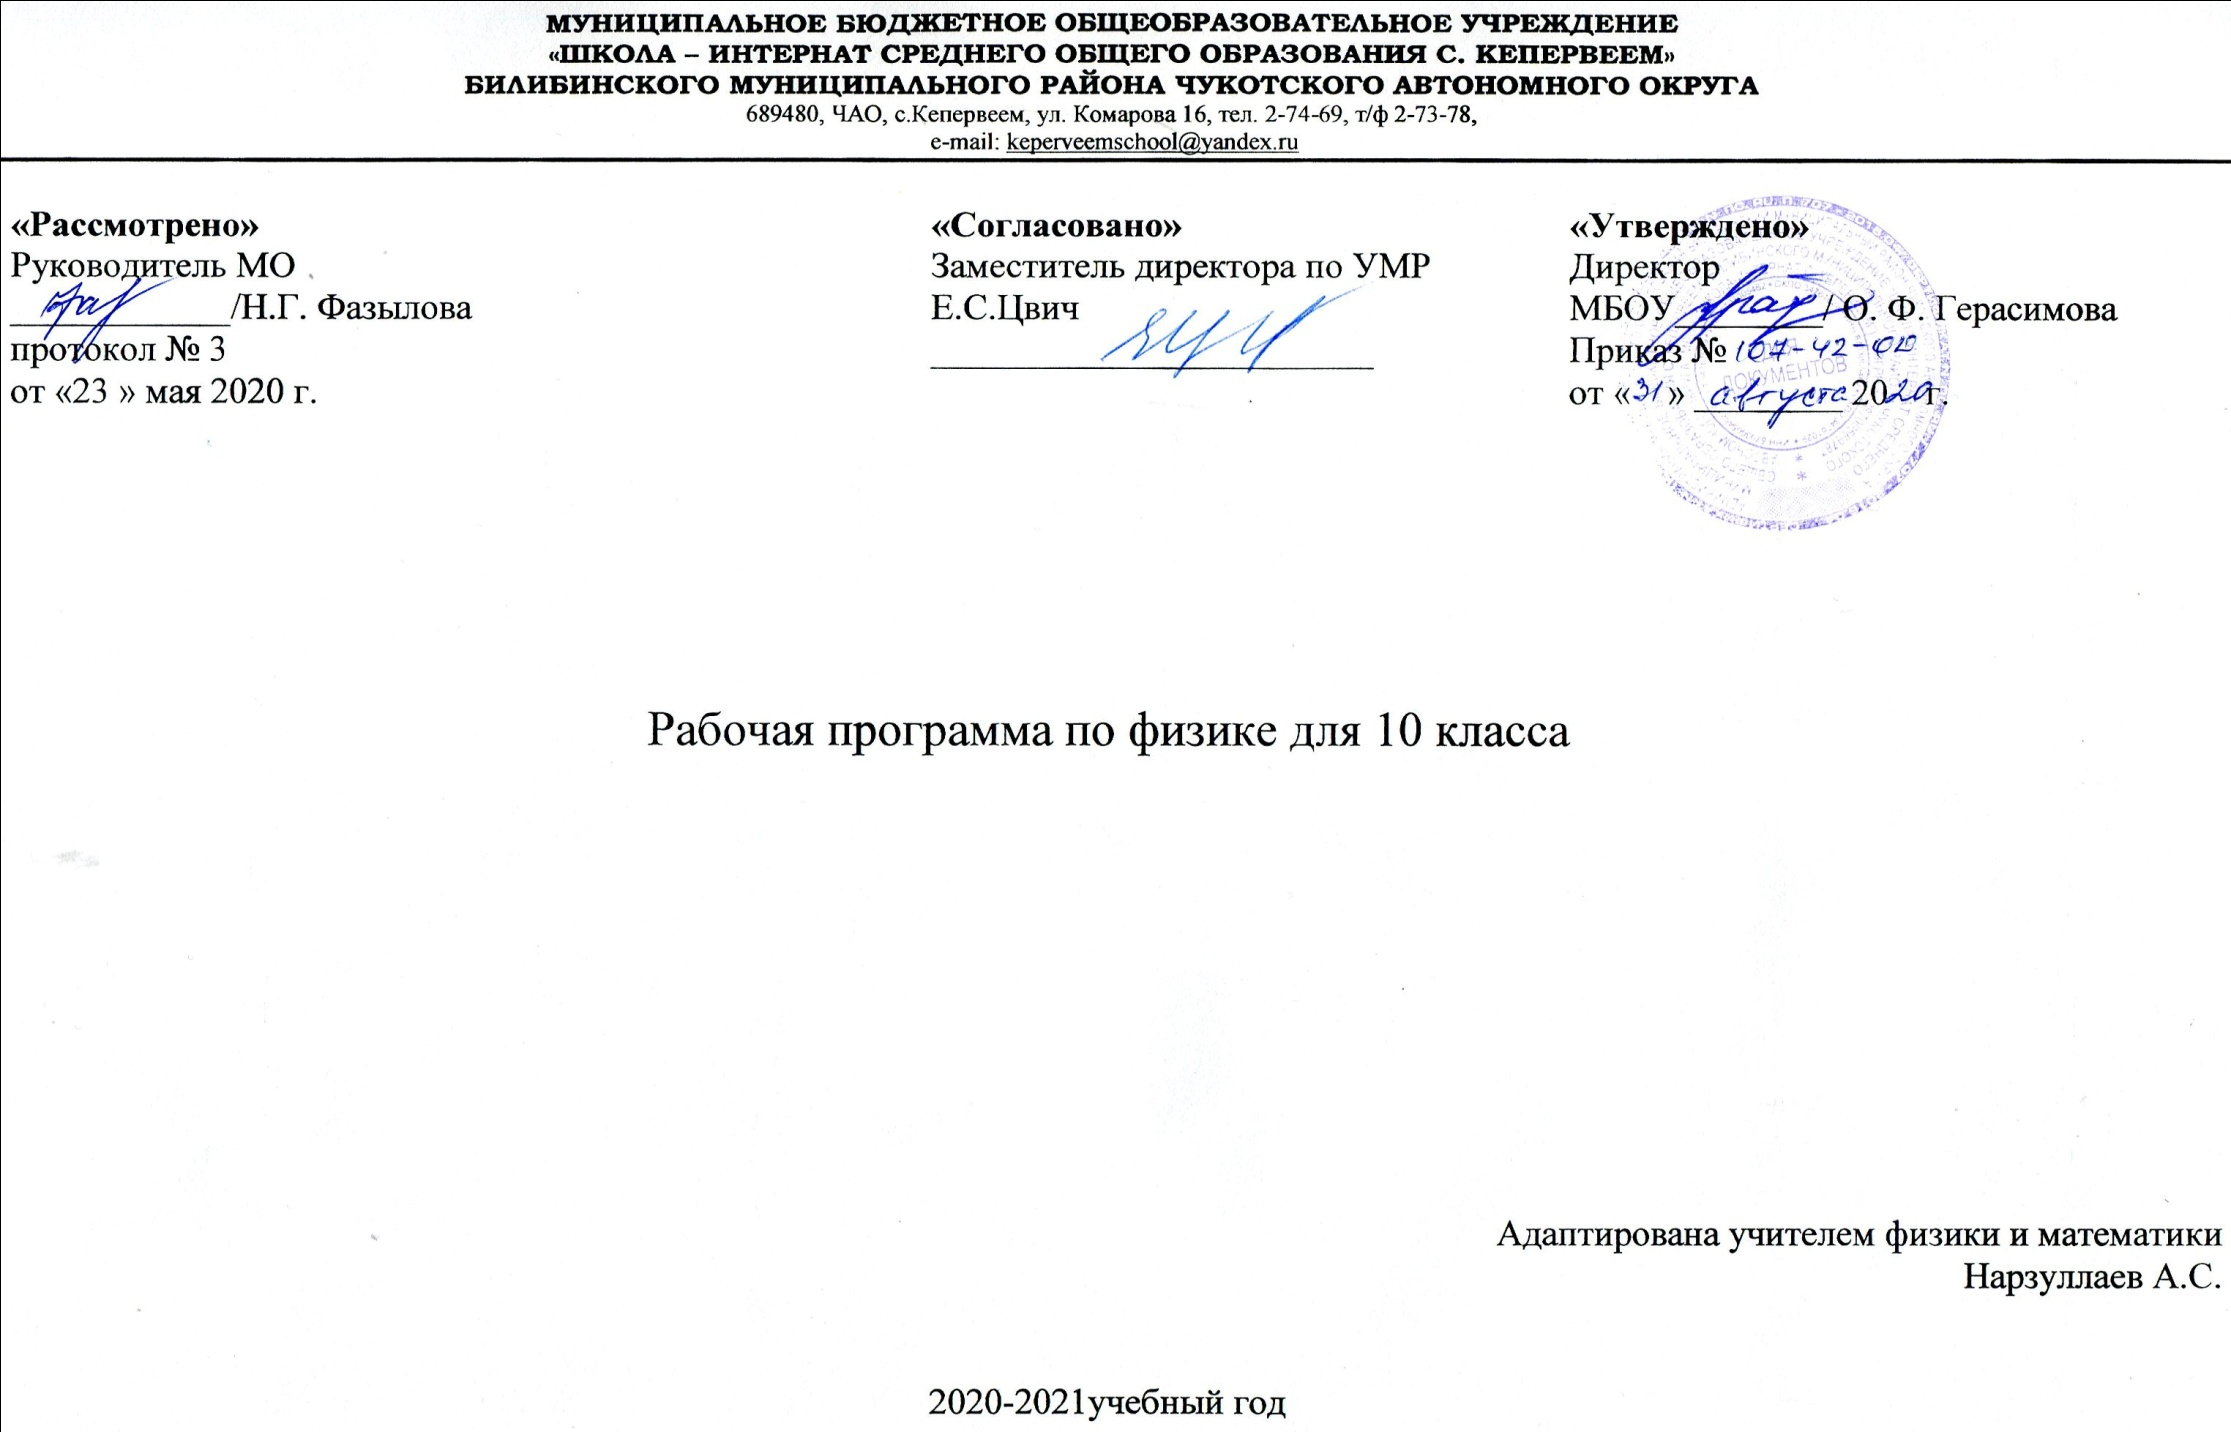 МУНИЦИПАЛЬНОЕ БЮДЖЕТНОЕ ОБЩЕОБРАЗОВАТЕЛЬНОЕ УЧРЕЖДЕНИЕ
«ШКОЛА – ИНТЕРНАТ СРЕДНЕГО ОБЩЕГО ОБРАЗОВАНИЯ С. КЕПЕРВЕЕМ»
БИЛИБИНСКОГО МУНИЦИПАЛЬНОГО РАЙОНА ЧУКОТСКОГО АВТОНОМНОГО ОКРУГА
689480, ЧАО, с.Кепервеем, ул. Комарова 16, тел. 2-74-69, т/ф 2-73-78,
e-mail: keperveemschool@yandex.ru
«Рассмотрено»
Руководитель МО
/Н.Г. Фазылова
протокол № 3
от «23 » мая 2020 г.
«Согласовано»
Заместитель директора по УМР
Е.С.Цвич
«Утверждено»
Директор
МБОУ / О. Ф. Герасимова
Приказ № 107-42-ОД
от «31» августа 2020г.
ДОКУМЕНТОВ
Рабочая программа по физике для 10 класса
Адаптирована учителем физики и математики
Нарзуллаев А.С.
2020-2021учебный год